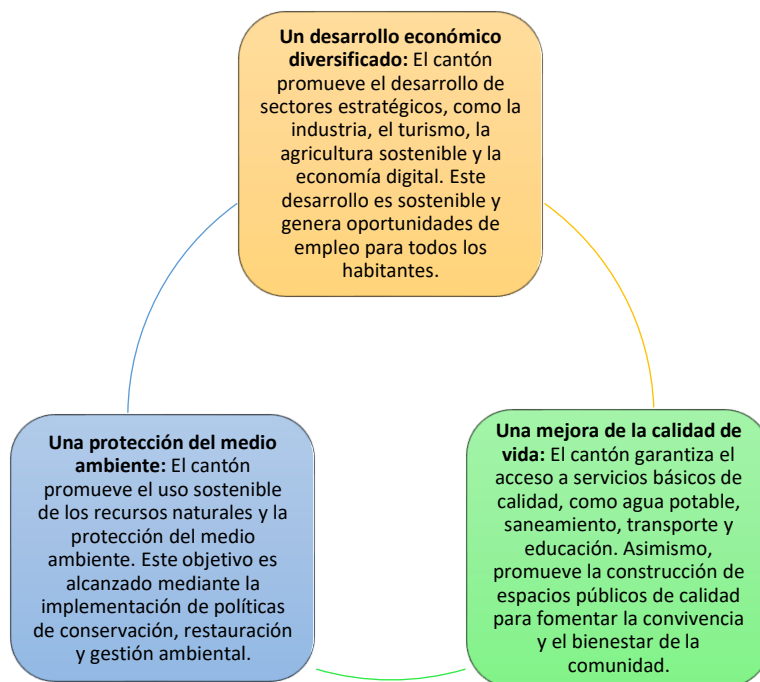 Un desarrollo económico
diversificado: El cantón
promueve el desarrollo de
sectores estratégicos, como la
industria, el turismo, la
agricultura sostenible y la
economía digital. Este
desarrollo es sostenible y
genera oportunidades de
empleo para todos los
habitantes.
Una mejora de la calidad de
vida: El cantón garantiza el
acceso a servicios básicos de
calidad, como agua potable,
saneamiento, transporte y
educación. Asimismo,
promueve la construcción de
espacios públicos de calidad
para fomentar la convivencia
y el bienestar de la
comunidad.
Una protección del medio
ambiente: El cantón
promueve el uso sostenible
de los recursos naturales y la
protección del medio
ambiente. Este objetivo es
alcanzado mediante la
implementación de políticas
de conservación, restauración
y gestión ambiental.